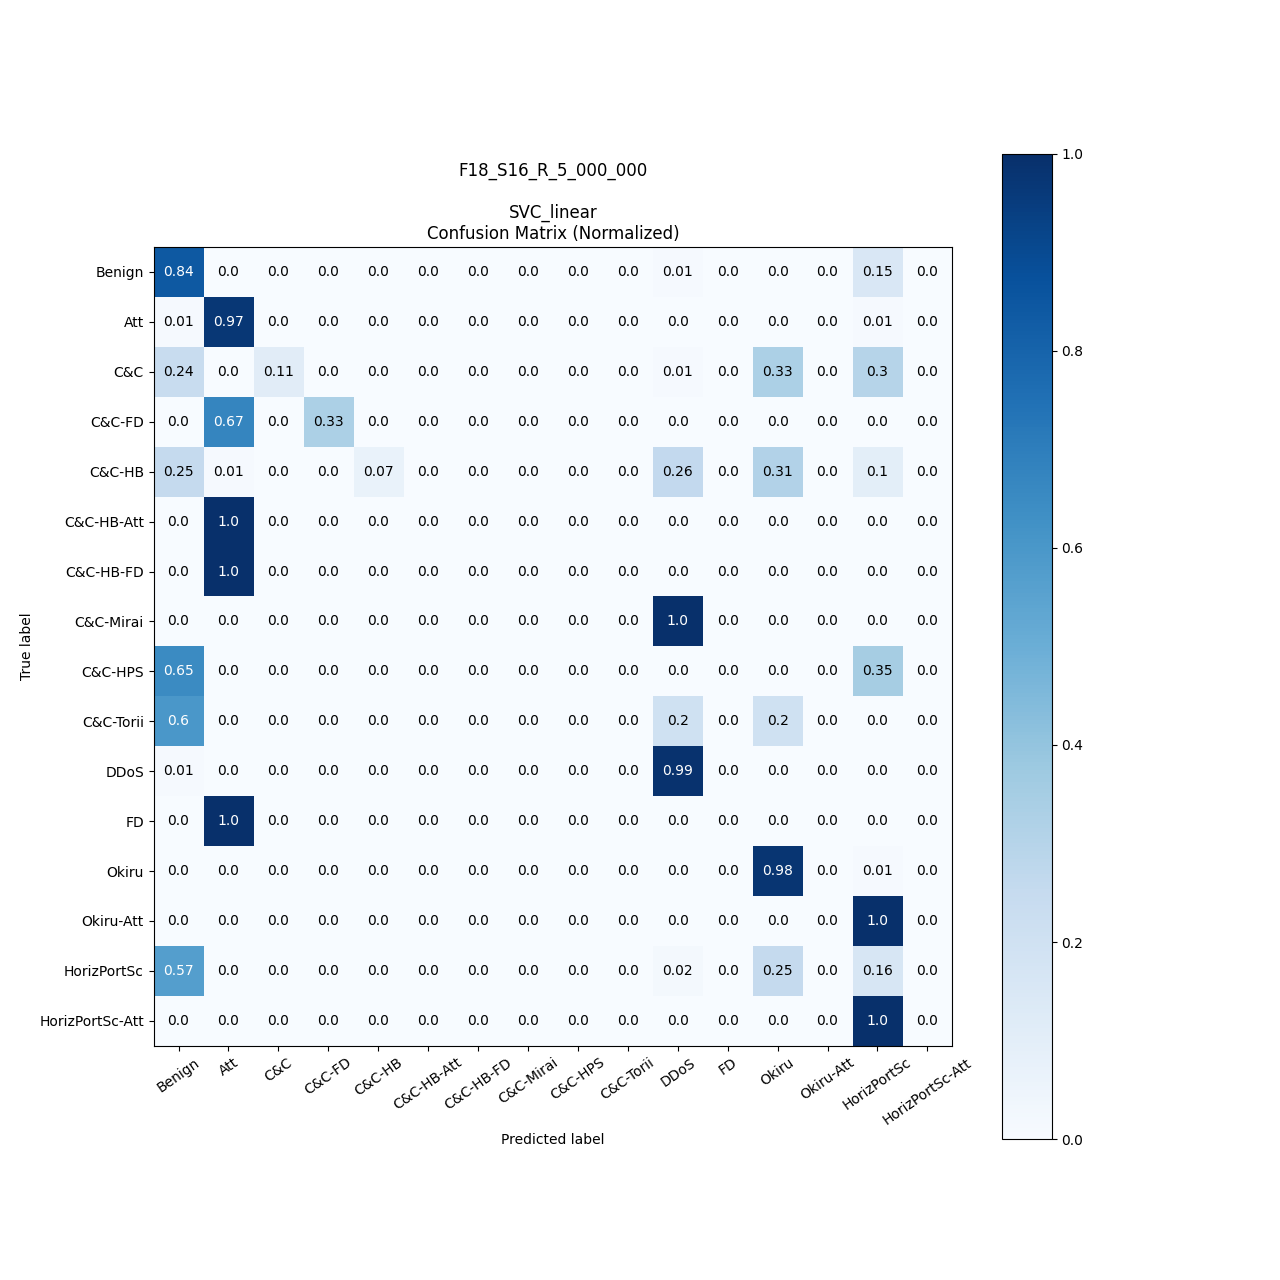 F18_S16_R_5_000_000
SVC_linear
Confusion Matrix (Normalized)
Benign 0.84 0.0 0.0 0.0 0.0 0.0 0.0 0.0 0.0 0.0 0.01 0.0 0.0 0.0 0.15 0.0
Att 0.01 0.97 0.0 0.0 0.0 0.0 0.0 0.0 0.0 0.0 0.0 0.0 0.0 0.0 0.01 0.0
C&C 0.24 0.0 0.11 0.0 0.0 0.0 0.0 0.0 0.0 0.0 0.01 0.0 0.33 0.0 0.3 0.0
C&C-FD 0.0 0.67 0.0 0.33 0.0 0.0 0.0 0.0 0.0 0.0 0.0 0.0 0.0 0.0 0.0 0.0
C&C-HB 0.25 0.01 0.0 0.0 0.07 0.0 0.0 0.0 0.0 0.0 0.26 0.0 0.31 0.0 0.1 0.0
C&C-HB-Att 0.0 1.0 0.0 0.0 0.0 0.0 0.0 0.0 0.0 0.0 0.0 0.0 0.0 0.0 0.0 0.0
C&C-HB-FD 0.0 1.0 0.0 0.0 0.0 0.0 0.0 0.0 0.0 0.0 0.0 0.0 0.0 0.0 0.0 0.0
C&C-Mirai 0.0 0.0 0.0 0.0 0.0 0.0 0.0 0.0 0.0 0.0 1.0 0.0 0.0 0.0 0.0 0.0
C&C-HPS 0.65 0.0 0.0 0.0 0.0 0.0 0.0 0.0 0.0 0.0 0.0 0.0 0.0 0.0 0.35 0.0
C&C-Torii 0.6 0.0 0.0 0.0 0.0 0.0 0.0 0.0 0.0 0.0 0.2 0.0 0.2 0.0 0.0 0.0
DDoS 0.01 0.0 0.0 0.0 0.0 0.0 0.0 0.0 0.0 0.0 0.99 0.0 0.0 0.0 0.0 0.0
FD 0.0 1.0 0.0 0.0 0.0 0.0 0.0 0.0 0.0 0.0 0.0 0.0 0.0 0.0 0.0 0.0
Okiru 0.0 0.0 0.0 0.0 0.0 0.0 0.0 0.0 0.0 0.0 0.0 0.0 0.98 0.0 0.01 0.0
Okiru-Att 0.0 0.0 0.0 0.0 0.0 0.0 0.0 0.0 0.0 0.0 0.0 0.0 0.0 0.0 1.0 0.0
HorizPortSc 0.57 0.0 0.0 0.0 0.0 0.0 0.0 0.0 0.0 0.0 0.02 0.0 0.25 0.0 0.16 0.0
HorizPortSc-Att 0.0 0.0 0.0 0.0 0.0 0.0 0.0 0.0 0.0 0.0 0.0 0.0 0.0 0.0 1.0 0.0
Benign Att C&C C&C-FD C&C-HB C&C-HB-Att C&C-HB-FD C&C-Mirai C&C-HPS C&C-Torii DDoS FD Okiru Okiru-Att HorizPortSc HorizPortSc-Att
Predicted label
True label
1.0
0.8
0.6
0.4
0.2
0.0